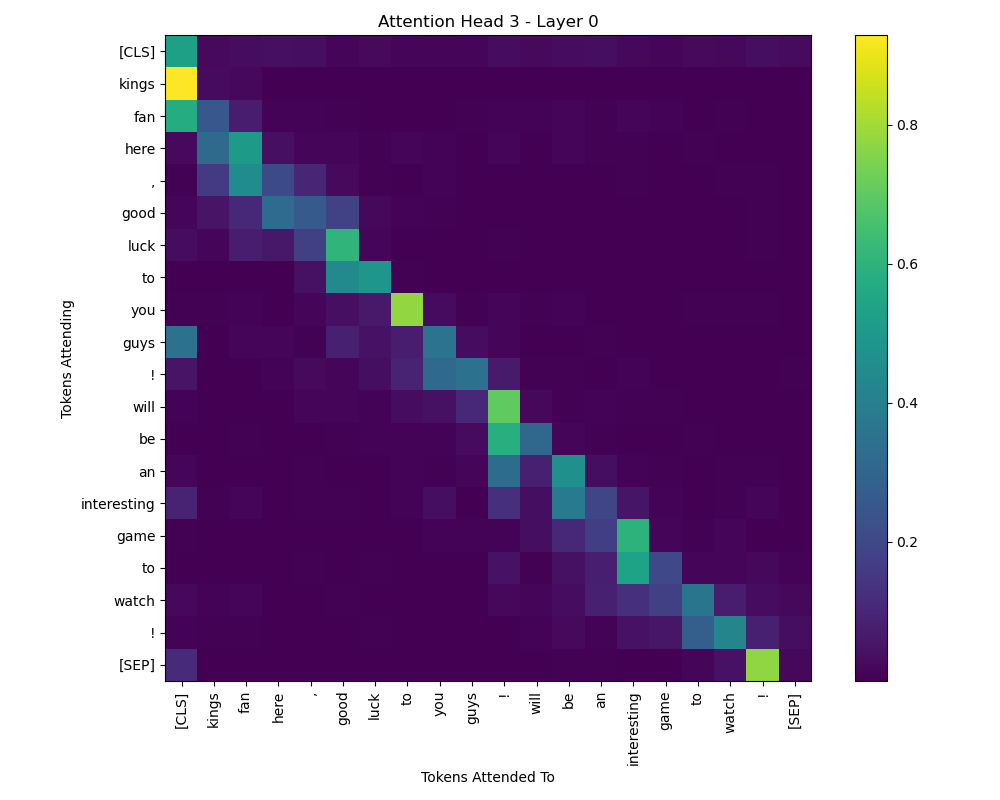 Attention Head 3 - Layer 0
Tokens Attending
[CLS]
kings
fan
here
,
good
luck
to
you
guys
!
will
be
an
interesting
game
to
watch
!
[SEP]
[CLS]
kings
fan
here
,
good
luck
to
you
guys
!
will
be
an
interesting
game
to
watch
!
[SEP]
Tokens Attended To
0.8
0.6
0.4
0.2